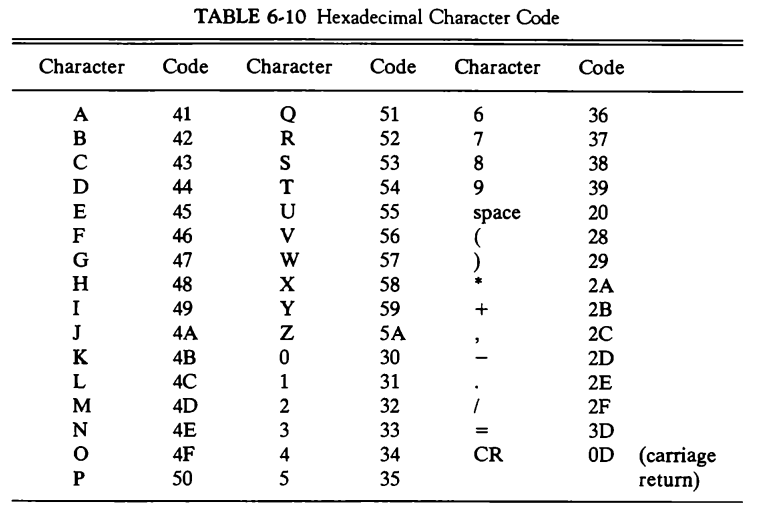 TABLE 6-10 Hexadecimal Character Code
Character Code Character Code Character Code
A 41 Q 51 6 36
B 42 R 52 7 37
C 43 S 53 8 38
D 44 T 54 9 39
E 45 U 55 space 20
F 46 V 56 ( 28
G 47 W 57 ) 29
H 48 X 58 * 2A
I 49 Y 59 + 2B
J 4A Z 5A , 2C
K 4B 0 30 − 2D
L 4C 1 31 . 2E
M 4D 2 32 / 2F
N 4E 3 33 = 3D
O 4F 4 34 CR 0D (carriage
P 50 5 35 return)